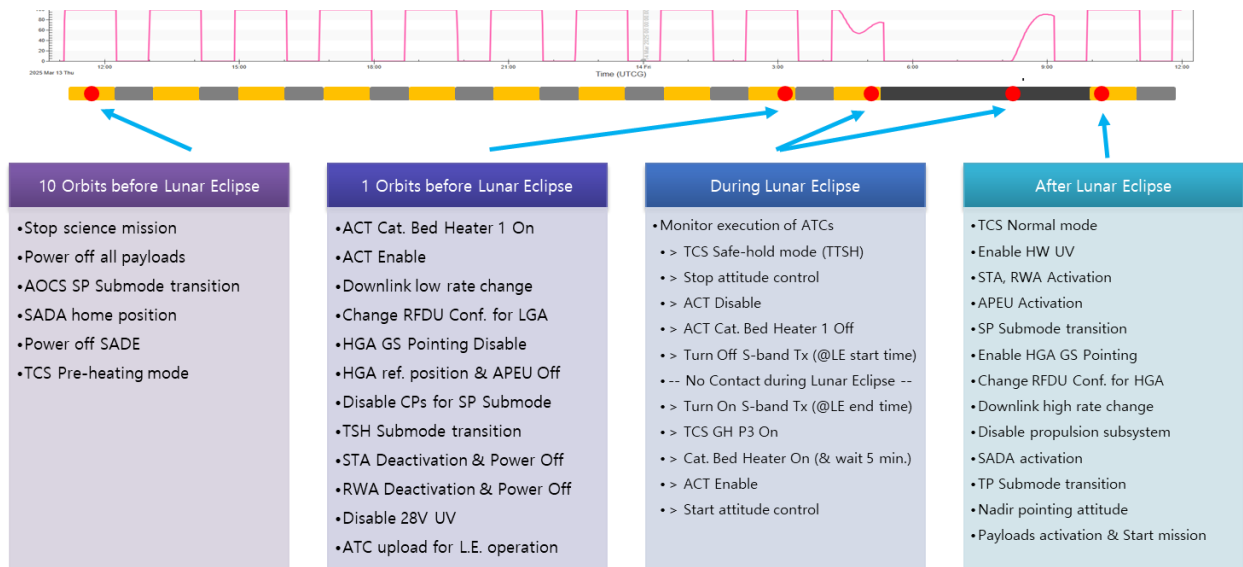 100
80
60
40
20
0
12:00
15:00
18:00
21:00
14 Fri
3:00
6:00
9:00
12:00
2025 Mar 13 Thu
Time (UTCG)
10 Orbits before Lunar Eclipse
•Stop science mission
•Power off all payloads
•AOCS SP Submode transition
•SADA home position
•Power off SADE
•TCS Pre-heating mode
1 Orbits before Lunar Eclipse
•ACT Cat. Bed Heater 1 On
•ACT Enable
•Downlink low rate change
•Change RFDU Conf. for LGA
•HGA GS Pointing Disable
•HGA ref. position & APEU Off
•Disable CPs for SP Submode
•TSH Submode transition
•STA Deactivation & Power Off
•RWA Deactivation & Power Off
•Disable 28V UV
•ATC upload for L.E. operation
During Lunar Eclipse
•Monitor execution of ATCs
•> TCS Safe-hold mode (TTSH)
•> Stop attitude control
•> ACT Disable
•> ACT Cat. Bed Heater 1 Off
•> Turn Off S-band Tx (@LE start time)
•-- No Contact during Lunar Eclipse --
•> Turn On S-band Tx (@LE end time)
•> TCS GH P3 On
•> Cat. Bed Heater On (& wait 5 min.)
•> ACT Enable
•> Start attitude control
After Lunar Eclipse
•TCS Normal mode
•Enable HW UV
•STA, RWA Activation
•APEU Activation
•SP Submode transition
•Enable HGA GS Pointing
•Change RFDU Conf. for HGA
•Downlink high rate change
•Disable propulsion subsystem
•SADA activation
•TP Submode transition
•Nadir pointing attitude
•Payloads activation & Start mission